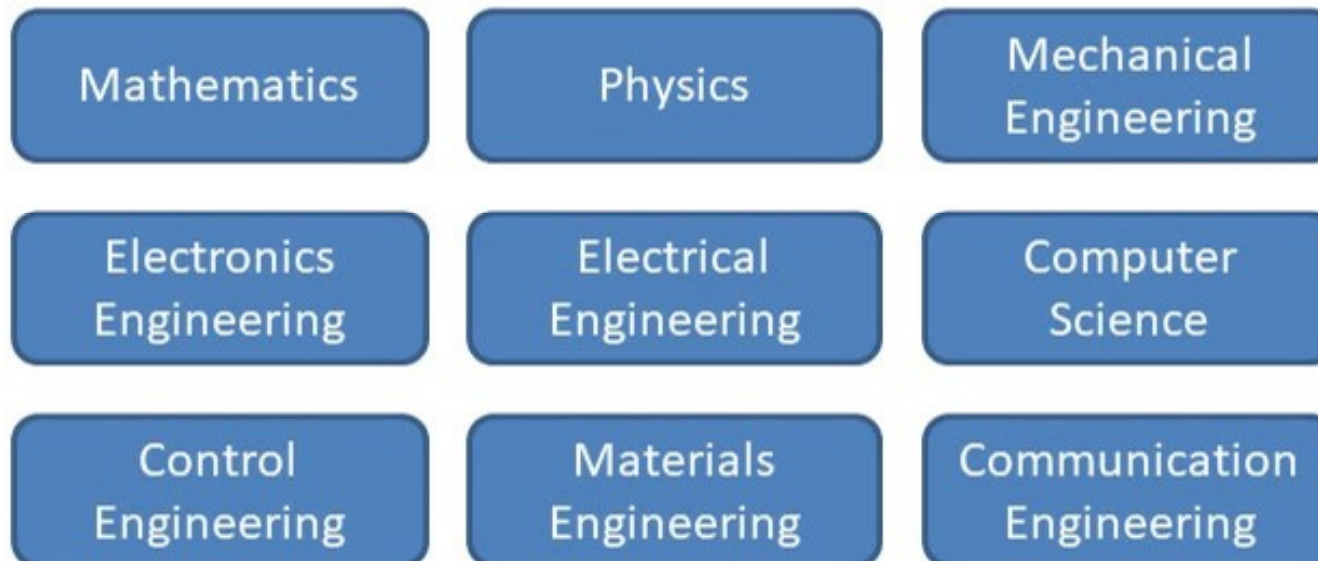 Mathematics
Physics
Mechanical
Engineering
Electronics
Engineering
Electrical
Engineering
Computer
Science
Control
Engineering
Materials
Engineering
Communication
Engineering